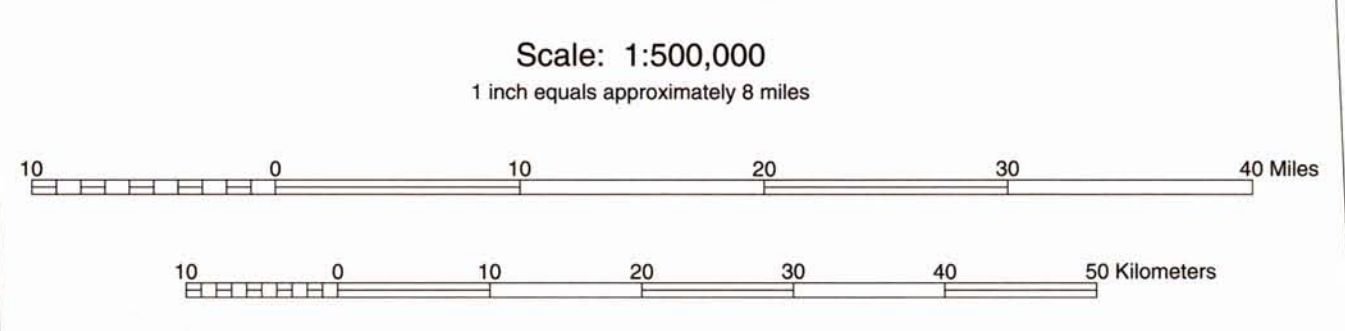 Scale: 1:500,000
1 inch equals approximately 8 miles
10 0 10 20 30 40 Miles
10 0 10 20 30 40 50 Kilometers